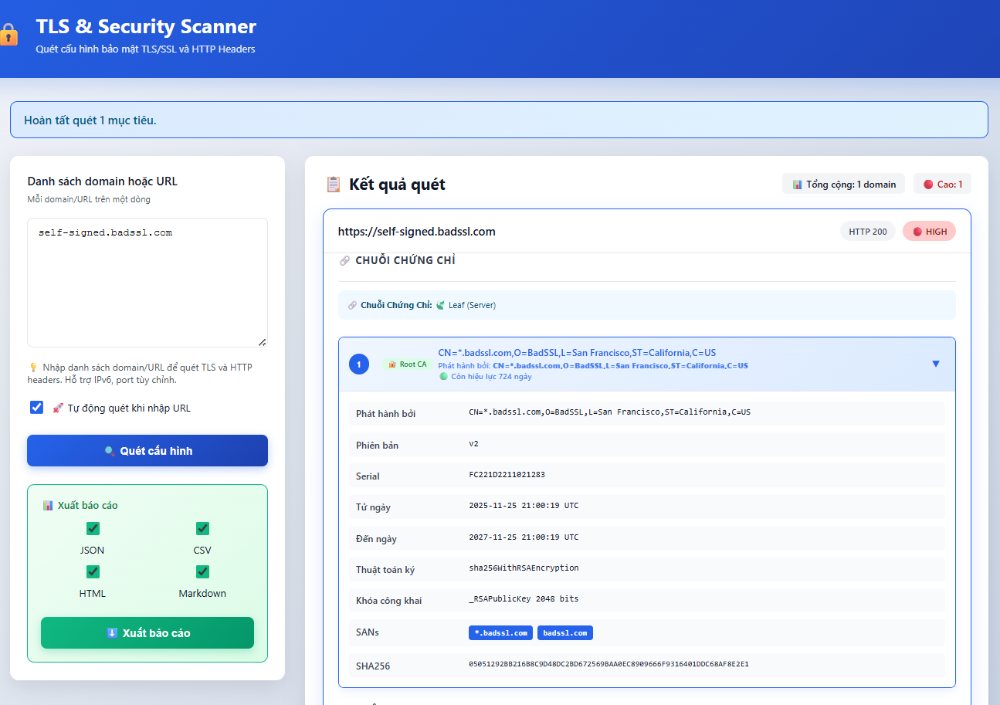 TLS & Security Scanner
Quét cấu hình bảo mật TLS/SSL và HTTP Headers
Hoàn tất quét 1 mục tiêu.
Danh sách domain hoặc URL
Mỗi domain/URL trên một dòng
self-signed.badssl.com
Nhập danh sách domain/URL để quét TLS và HTTP
headers. Hỗ trợ IPv6, port tùy chỉnh.
Tự động quét khi nhập URL
Quét cấu hình
Xuất báo cáo
JSON
CSV
HTML
Markdown
Xuất báo cáo
Kết quả quét
Tổng cộng: 1 domain
Cao: 1
https://self-signed.badssl.com
HTTP 200
HIGH
CHUỖI CHỨNG CHỈ
Chuỗi Chứng Chỉ: Leaf (Server)
1
Root CA
CN=*.badssl.com,O=BadSSL,L=San Francisco,ST=California,C=US
Phát hành bởi: CN=*.badssl.com,O=BadSSL,L=San Francisco,ST=California,C=US
Còn hiệu lực 724 ngày
Phát hành bởi CN=*.badssl.com,O=BadSSL,L=San Francisco,ST=California,C=US
Phiên bản v2
Serial FC221D2211021283
Từ ngày 2025-11-25 21:00:19 UTC
Đến ngày 2027-11-25 21:00:19 UTC
Thuật toán ký sha256WithRSAEncryption
Khóa công khai _RSAPublicKey 2048 bits
SANs *.badssl.com badssl.com
SHA256 05051292BB216B8C9D48DC2BD672569BAA0EC8909666F9316401DDC68AF8E2E1